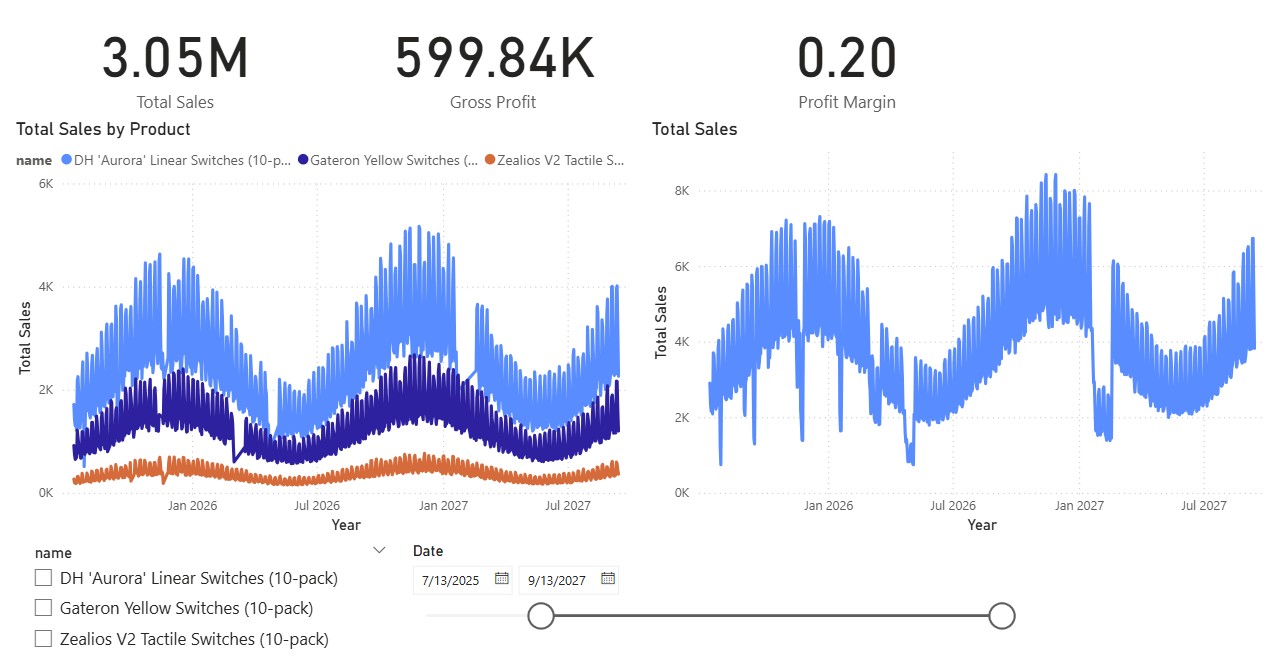 3.05M
Total Sales
599.84K
Gross Profit
0.20
Profit Margin
Total Sales by Product
name DH 'Aurora' Linear Switches (10-p... Gateron Yellow Switches (... Zealios V2 Tactile S...
6K
4K
2K
0K
Total Sales
Jan 2026 Jul 2026 Jan 2027 Jul 2027
Year
Total Sales
8K
6K
4K
2K
0K
Total Sales
Jan 2026 Jul 2026 Jan 2027 Jul 2027
Year
name
DH 'Aurora' Linear Switches (10-pack)
Gateron Yellow Switches (10-pack)
Zealios V2 Tactile Switches (10-pack)
Date
7/13/2025 9/13/2027